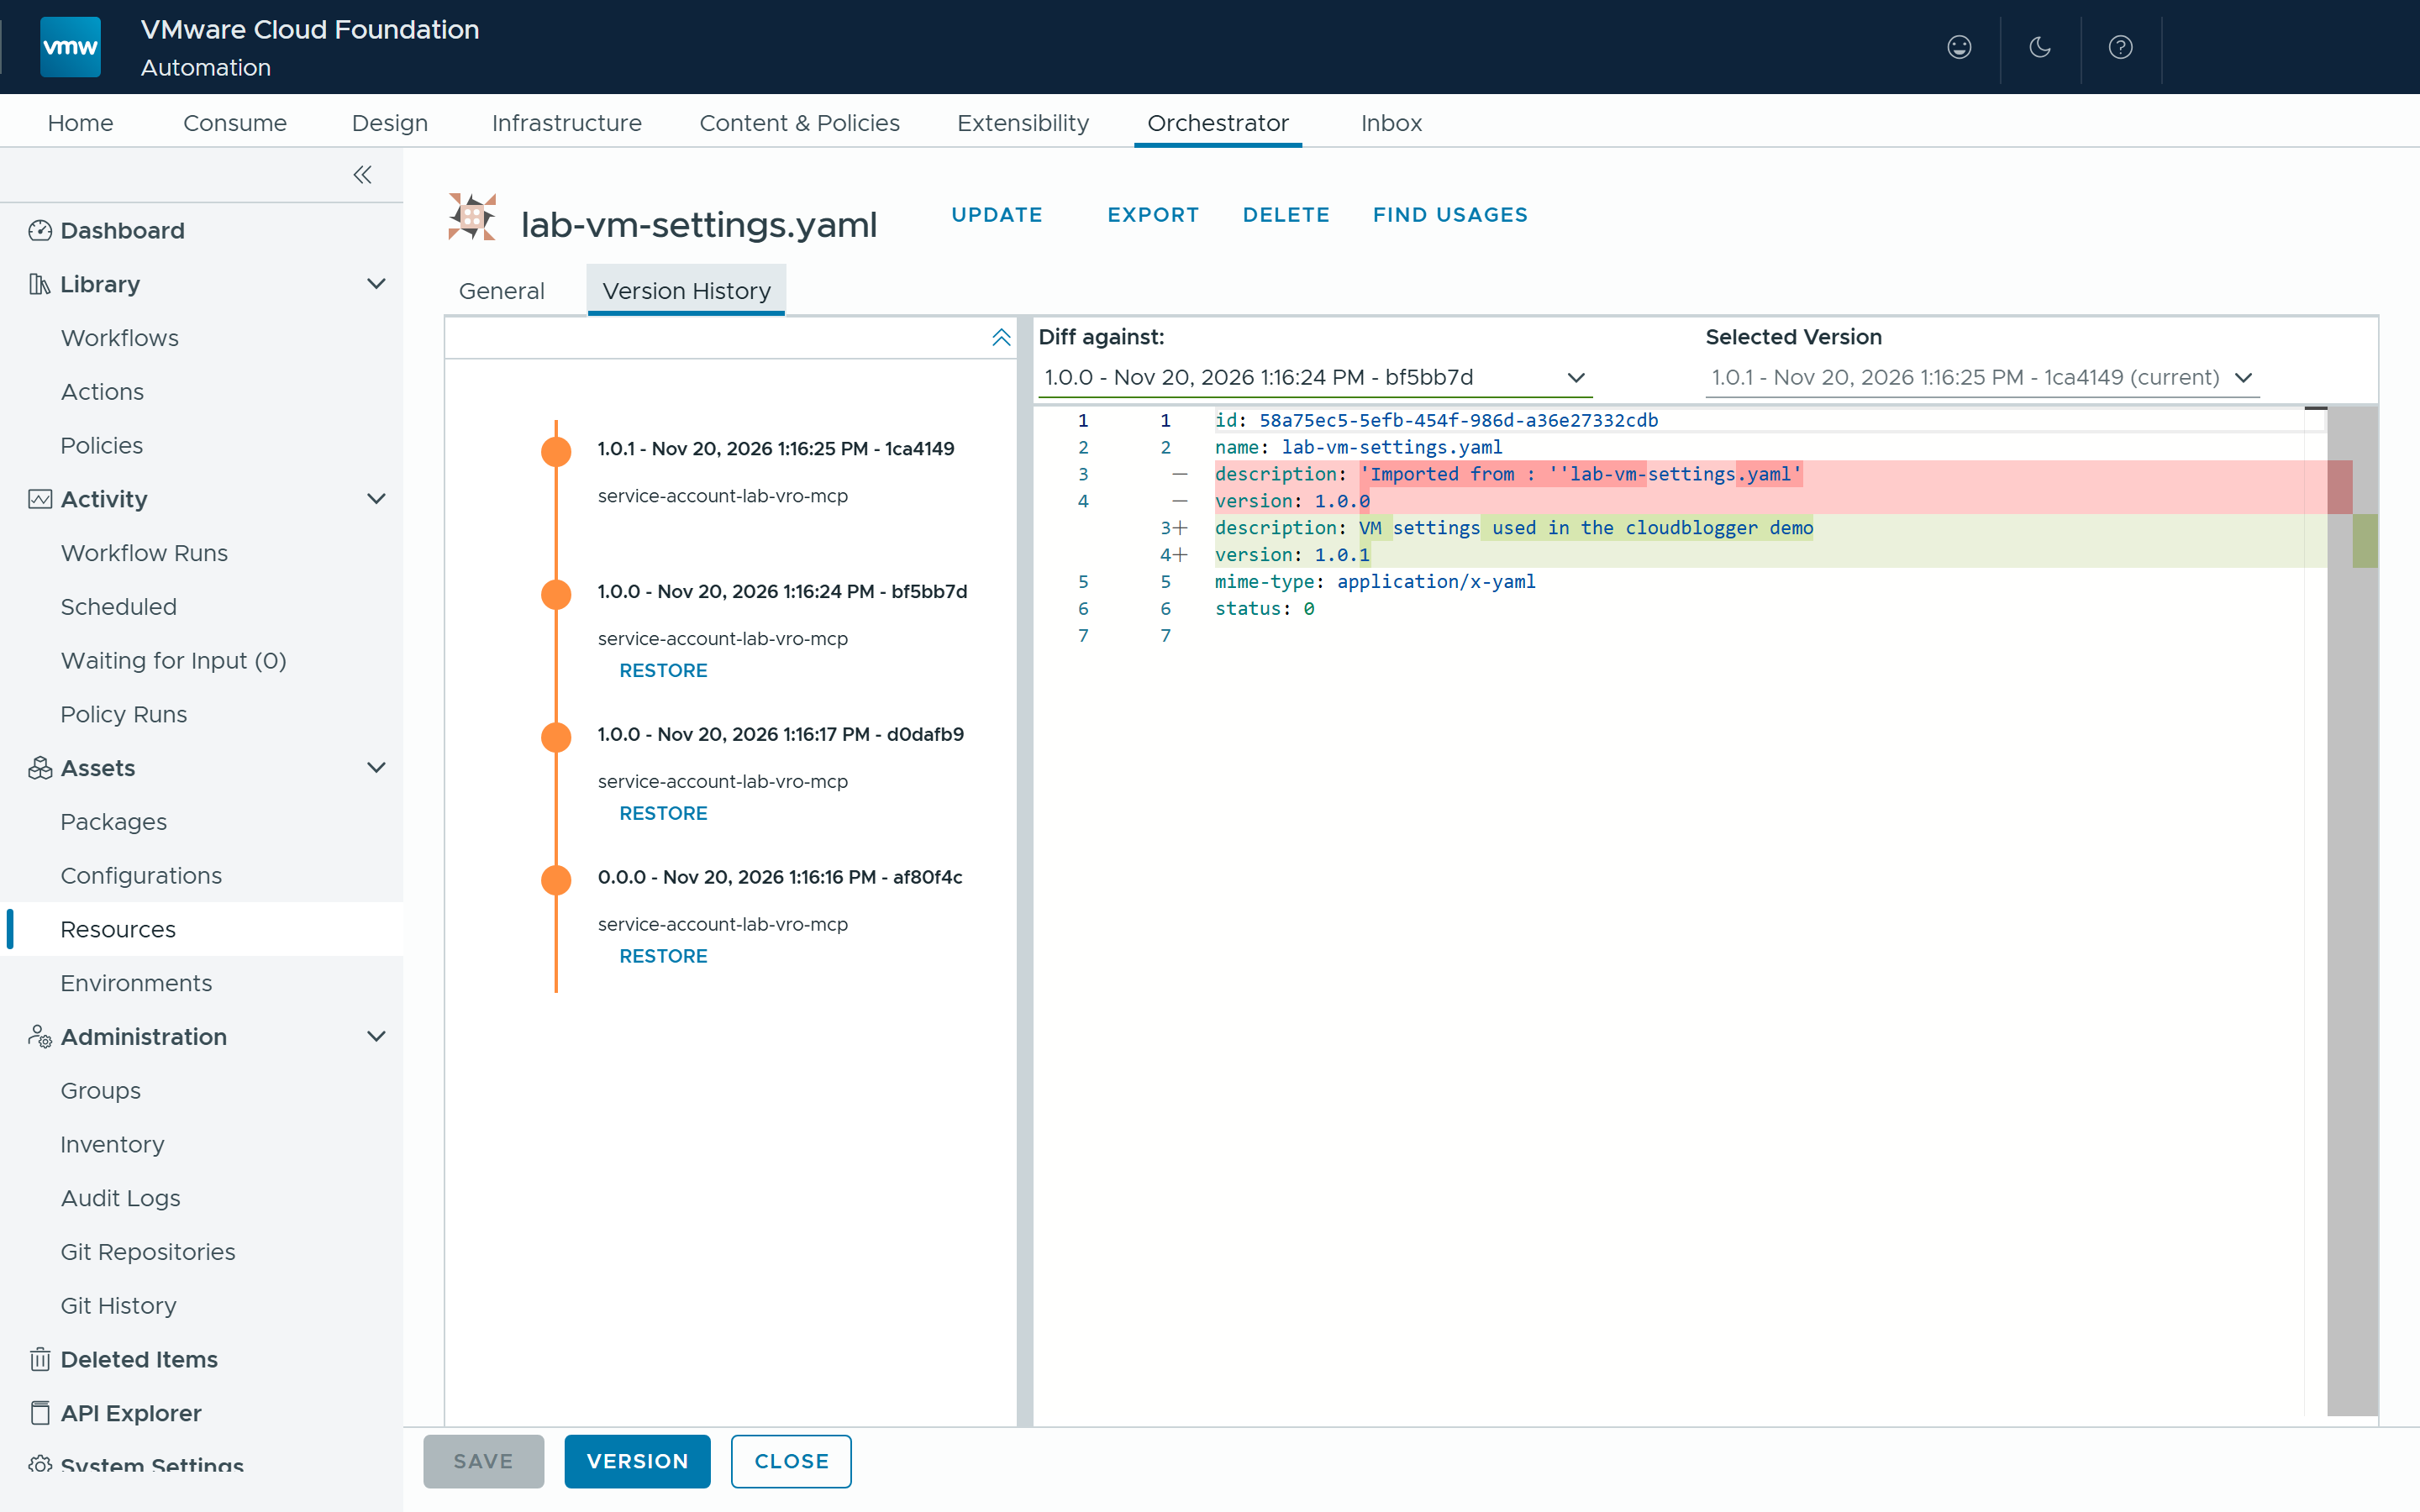 vmw
VMware Cloud Foundation
Automation
Home Consume Design Infrastructure Content & Policies Extensibility Orchestrator Inbox
Dashboard
Library
Workflows
Actions
Policies
Activity
Workflow Runs
Scheduled
Waiting for Input (0)
Policy Runs
Assets
Packages
Configurations
Resources
Environments
Administration
Groups
Inventory
Audit Logs
Git Repositories
Git History
Deleted Items
API Explorer
System Settings
lab-vm-settings.yaml
UPDATE EXPORT DELETE FIND USAGES
General Version History
1.0.1 - Nov 20, 2026 1:16:25 PM - 1ca4149
service-account-lab-vro-mcp
1.0.0 - Nov 20, 2026 1:16:24 PM - bf5bb7d
service-account-lab-vro-mcp
RESTORE
1.0.0 - Nov 20, 2026 1:16:17 PM - d0dafb9
service-account-lab-vro-mcp
RESTORE
0.0.0 - Nov 20, 2026 1:16:16 PM - af80f4c
service-account-lab-vro-mcp
RESTORE
Diff against: Selected Version
1.0.0 - Nov 20, 2026 1:16:24 PM - bf5bb7d 1.0.1 - Nov 20, 2026 1:16:25 PM - 1ca4149 (current)
1 1 id: 58a75ec5-5efb-454f-986d-a36e27332cdb
2 2 name: lab-vm-settings.yaml
3 — description: 'Imported from : ''lab-vm-settings.yaml'
4 — version: 1.0.0
3+ description: VM settings used in the cloudblogger demo
4+ version: 1.0.1
5 5 mime-type: application/x-yaml
6 6 status: 0
7 7
SAVE VERSION CLOSE